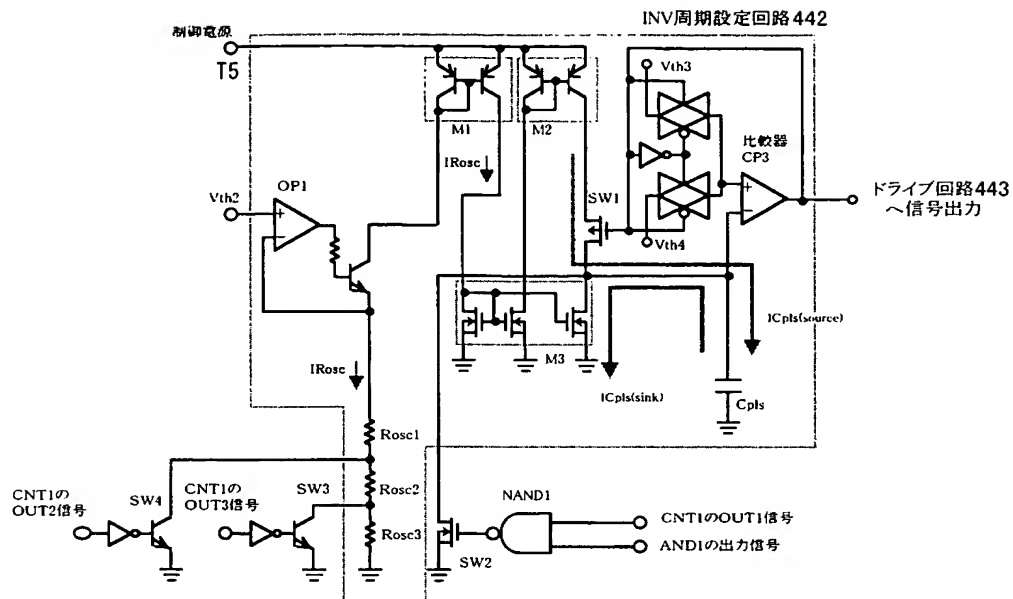 INV周期設定回路442
制御電源
T5
Vth3
M1
M2
比較器
CP3
IRosc
OP1
SW1
Vth2
ドライブ回路443
へ信号出力
Vth4
ICpls(source)
M3
IRosc
ICpls(sink)
Cpls
Rosc1
CNT1の
OUT2信号
SW4
CNT1の
OUT3信号
SW3
Rosc2
NAND1
CNT1のOUT1信号
Rosc3
AND1の出力信号
SW2